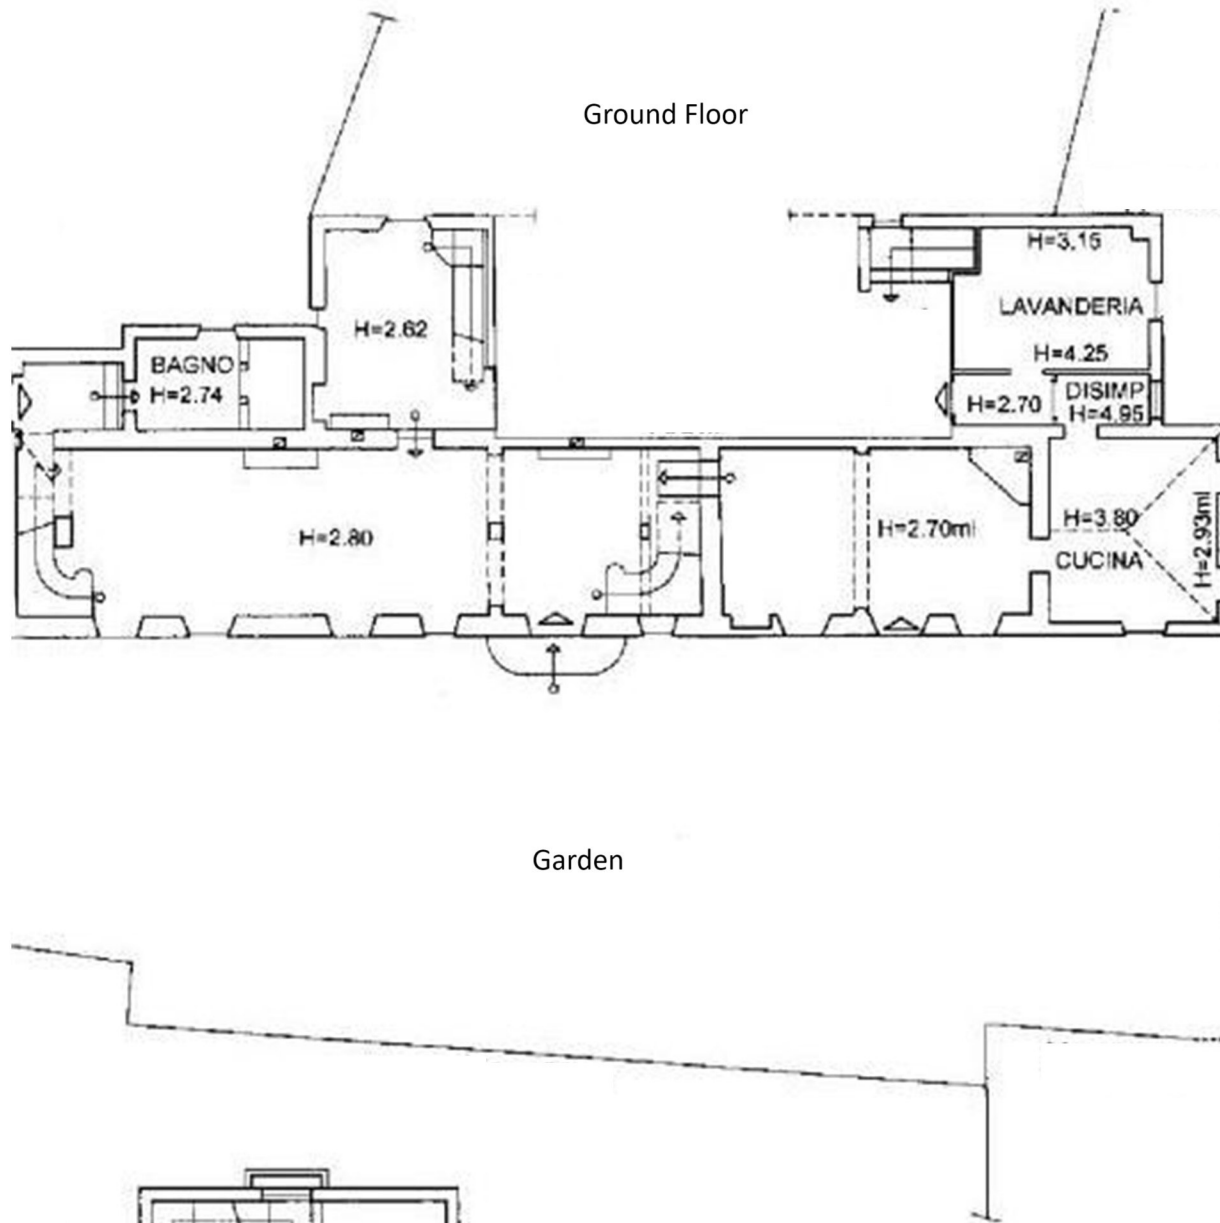 Ground Floor
H=3.15
LAVANDERIA
H=2.62
H=4.25
BAGNO
H=2.74
H=2.70
DISIMP
H=4.95
H=2.80
H=2.70ml
H=3.80
CUCINA
H=2.93ml
Garden